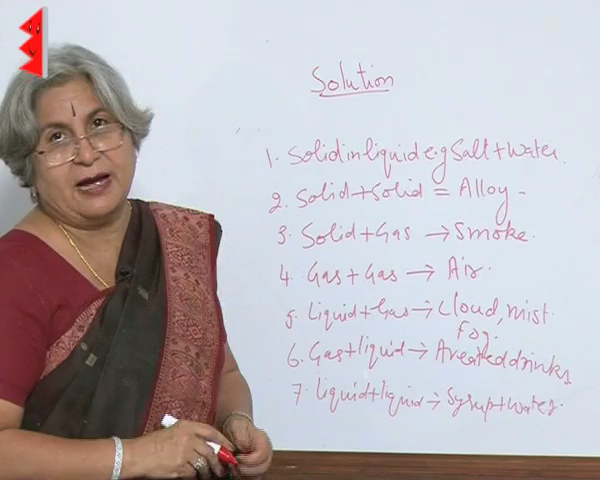 Solution
1. Solid in liquid e.g Salt + Water.
2. Solid + Solid = Alloy -
3. Solid + Gas → Smoke.
4. Gas + Gas → Air.
5. Liquid + Gas → Cloud, mist.
fog.
6. Gas + liquid → Areated drinks
7. liquid + liquid → Syrup + water.